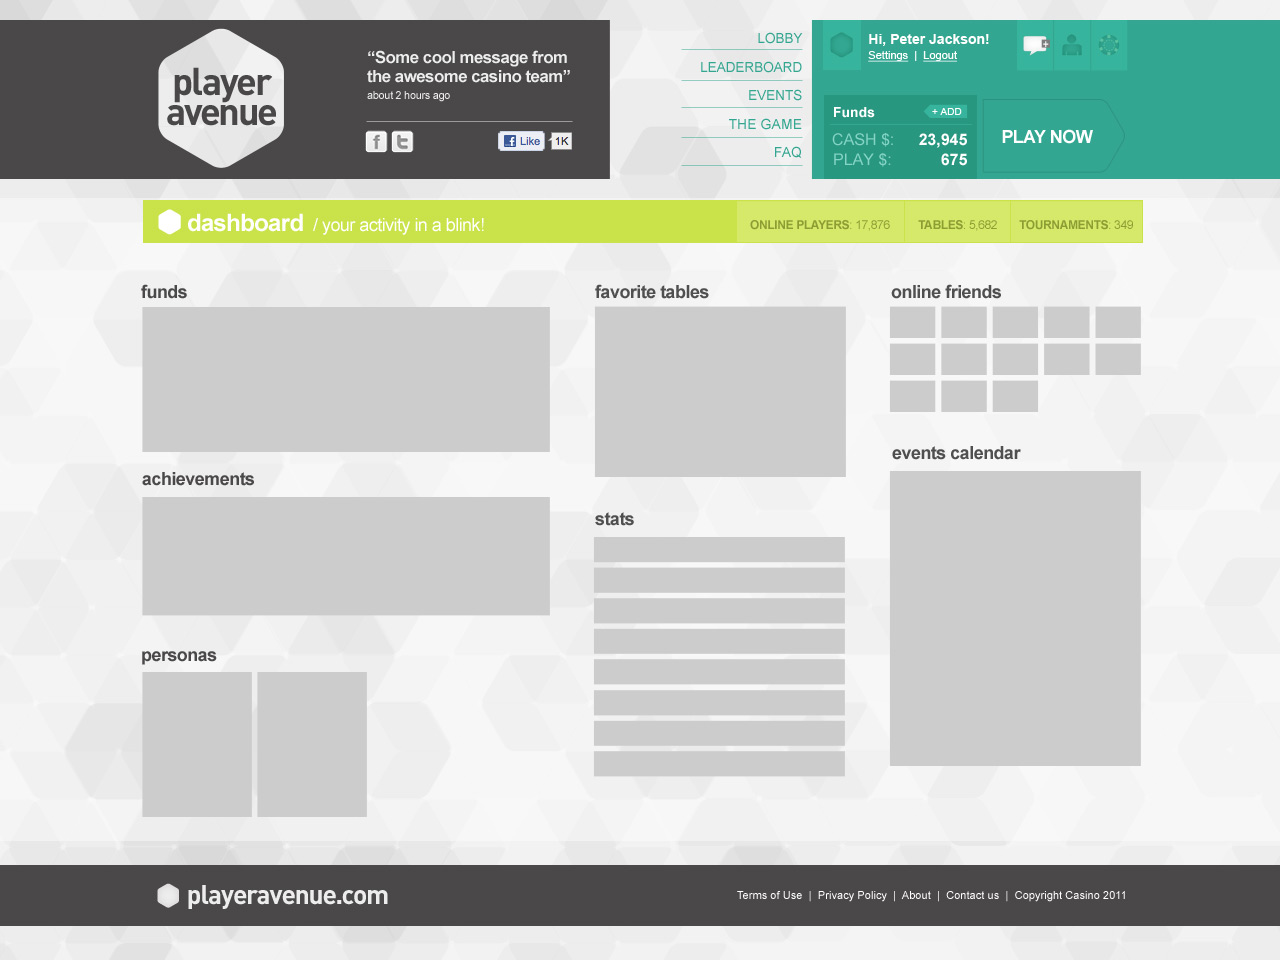 player
avenue
“Some cool message from
the awesome casino team”
about 2 hours ago
Like
1K
LOBBY
LEADERBOARD
EVENTS
THE GAME
FAQ
Hi, Peter Jackson!
Settings | Logout
Funds
+ ADD
CASH $: 23,945
PLAY $: 675
PLAY NOW
dashboard / your activity in a blink!
ONLINE PLAYERS: 17,876
TABLES: 5,682
TOURNAMENTS: 349
funds
achievements
personas
favorite tables
stats
online friends
events calendar
playeravenue.com
Terms of Use | Privacy Policy | About | Contact us | Copyright Casino 2011